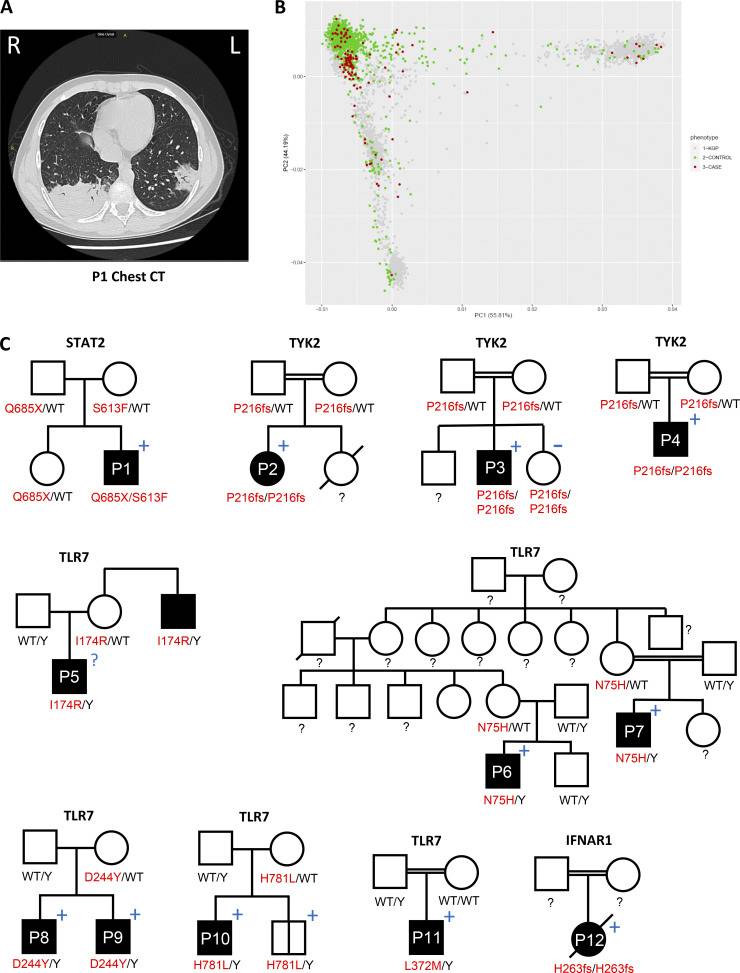 A
B
R
L
A
R
P1 Chest CT
0.00
−0.02
−0.04
PC2 (44.19%)
−0.01
0.00
0.01
0.02
0.03
0.04
PC1 (55.81%)
phenotype
1−KGP
2−CONTROL
3−CASE
C
STAT2
TYK2
TYK2
TYK2
Q685X/WT
S613F/WT
P216fs/WT
P216fs/WT
P216fs/WT
P216fs/WT
P216fs/WT
P216fs/WT
P1
+
P2
+
P3
+
−
P4
+
Q685X/WT
Q685X/S613F
P216fs/P216fs
?
?
P216fs/
P216fs
P216fs/
P216fs
P216fs/P216fs
TLR7
TLR7
WT/Y
I174R/WT
I174R/Y
P5
?
I174R/Y
?
?
?
?
?
?
?
?
?
?
N75H/WT
WT/Y
?
?
?
N75H/WT
WT/Y
P7
+
N75H/Y
?
P6
+
N75H/Y
WT/Y
TLR7
TLR7
TLR7
IFNAR1
WT/Y
D244Y/WT
WT/Y
H781L/WT
WT/Y
WT/WT
?
?
P8
+
P9
+
P10
+
+
P11
+
P12
+
D244Y/Y
D244Y/Y
H781L/Y
H781L/Y
L372M/Y
H263fs/H263fs